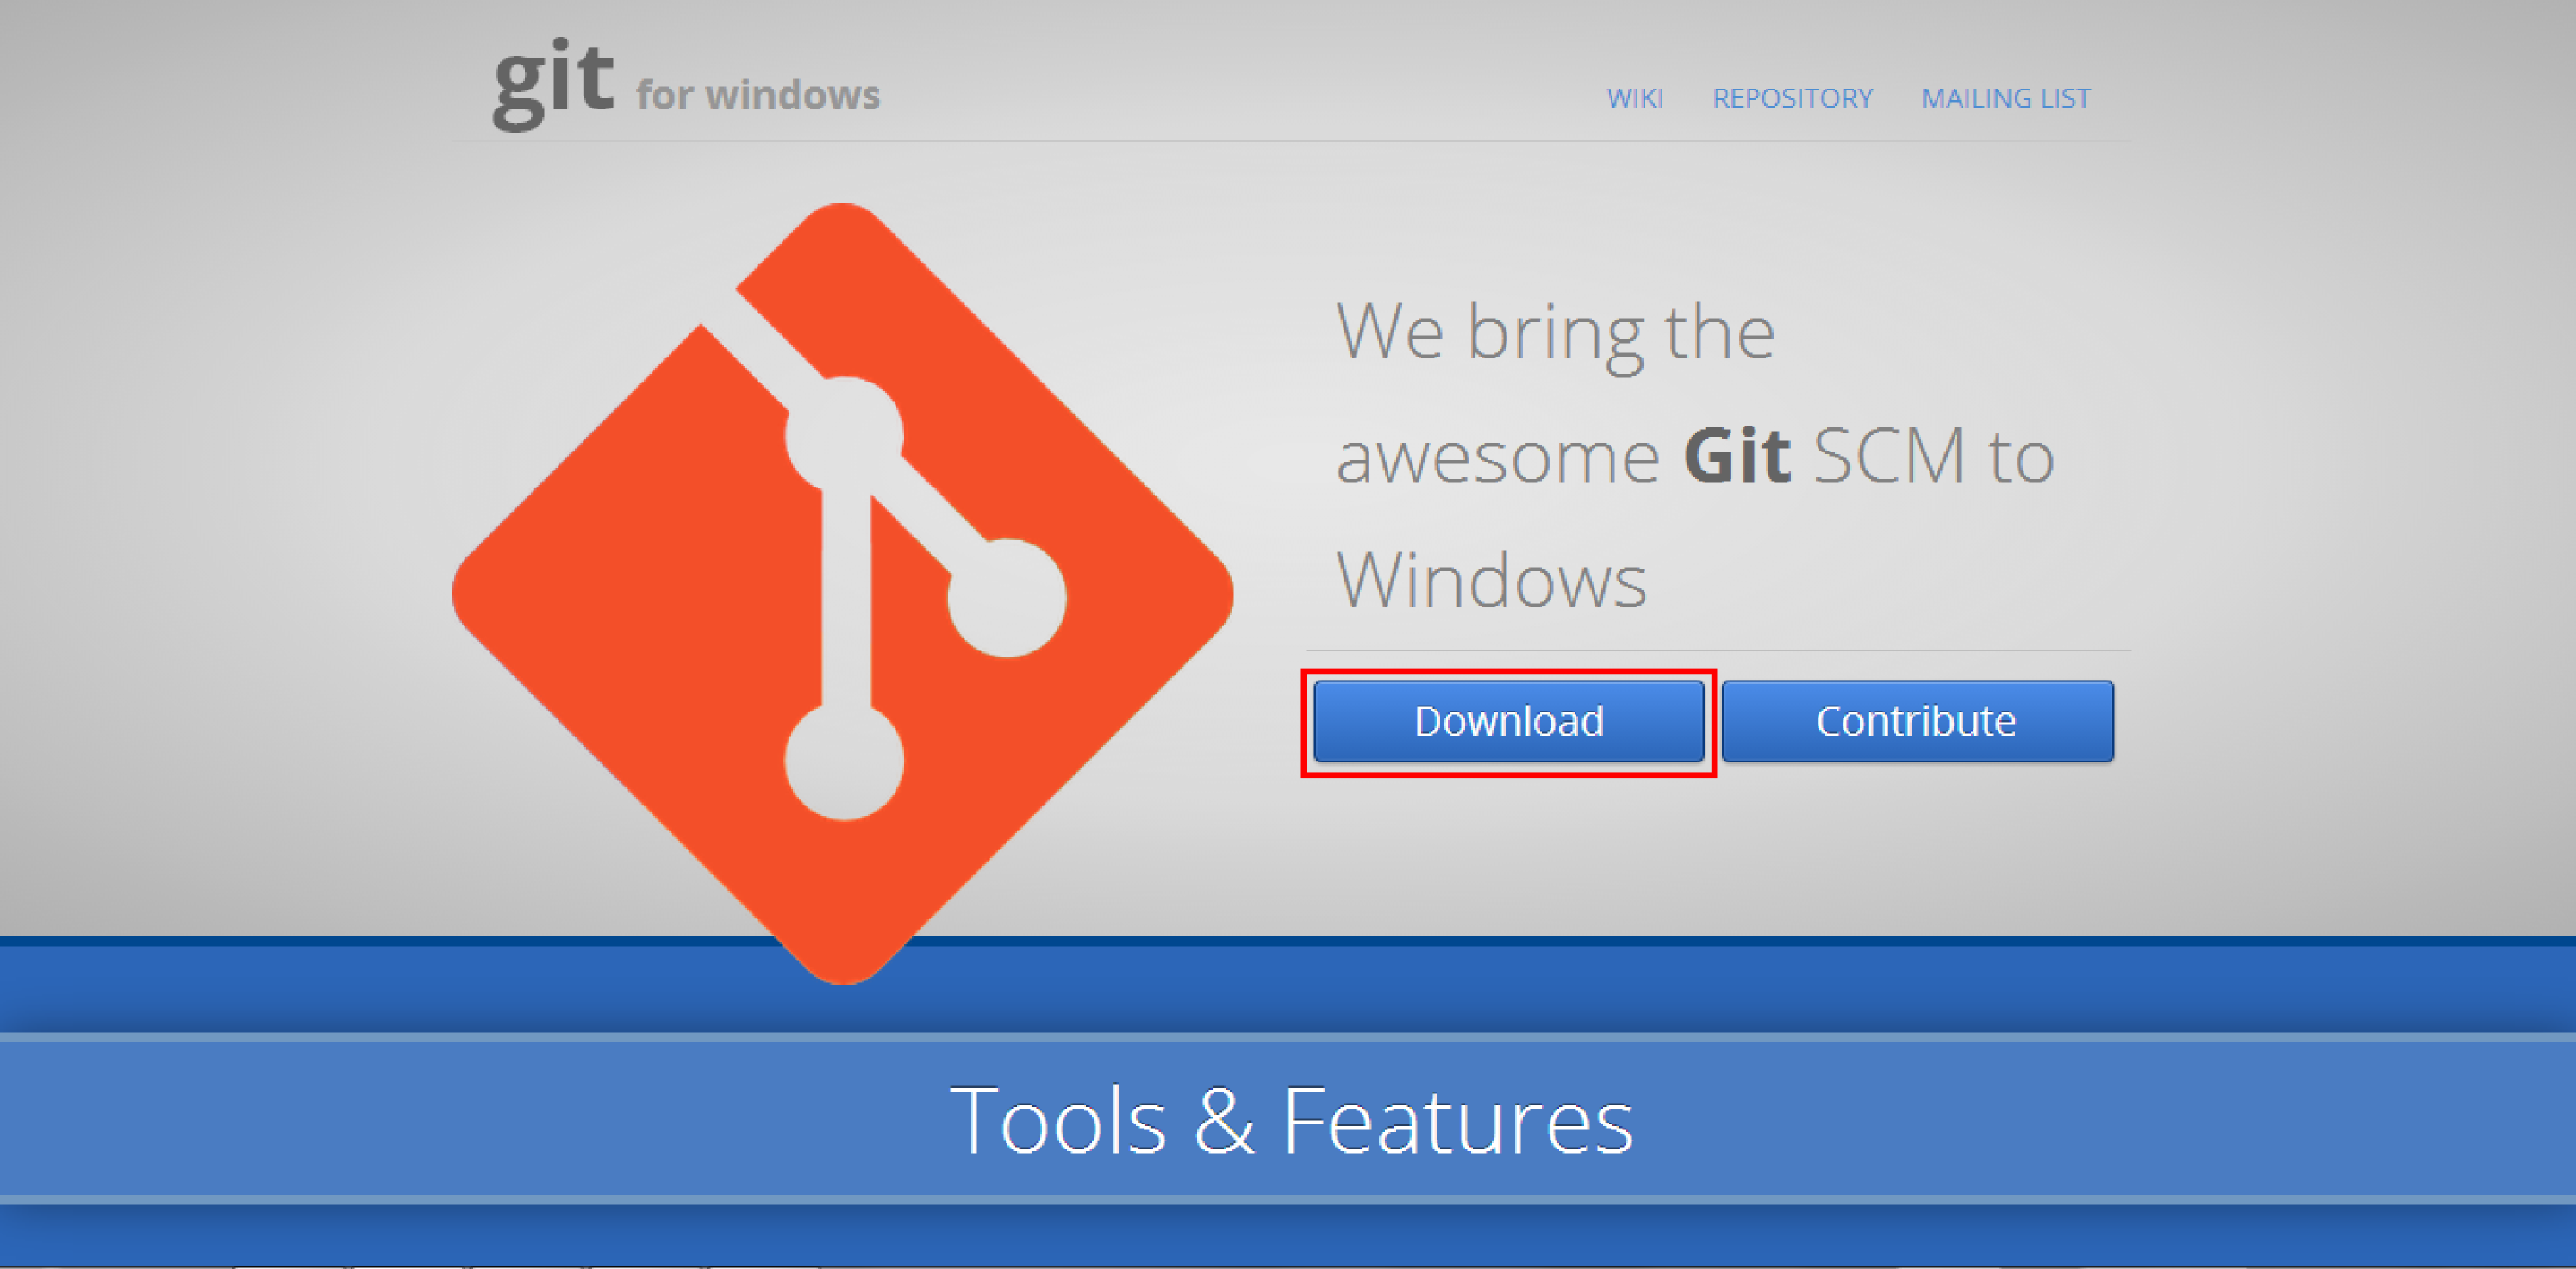 git for windows
WIKI REPOSITORY MAILING LIST
We bring the
awesome Git SCM to
Windows
Download Contribute
Tools & Features